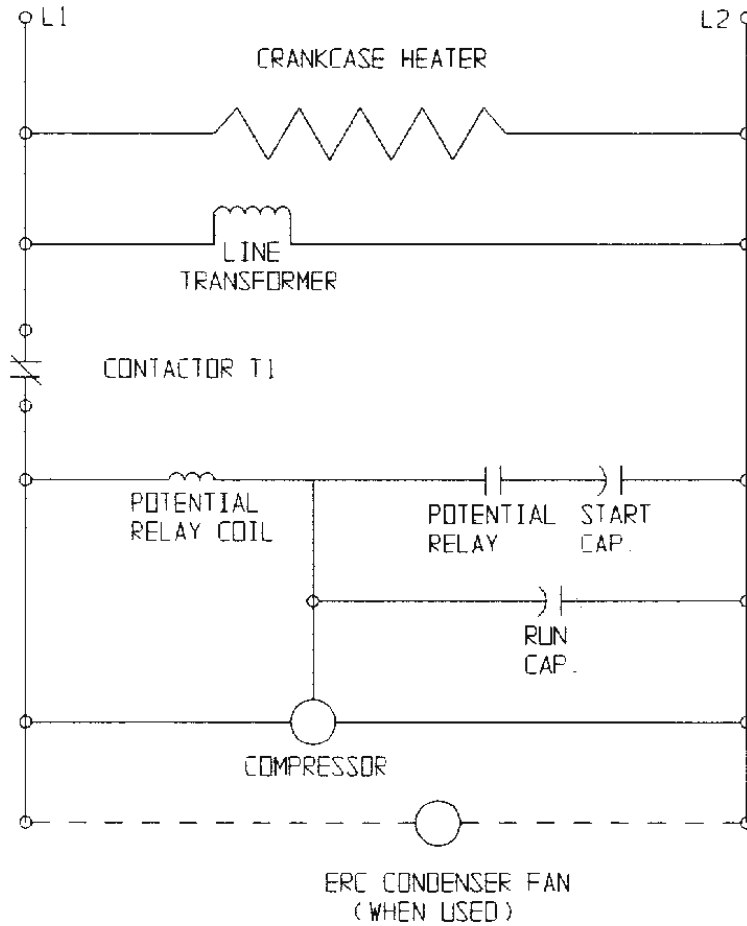 L1
L2
CRANKCASE HEATER
LINE
TRANSFORMER
CONTACTOR T1
POTENTIAL
RELAY COIL
POTENTIAL
RELAY
START
CAP.
RUN
CAP.
COMPRESSOR
ERC CONDENSER FAN
(WHEN USED)